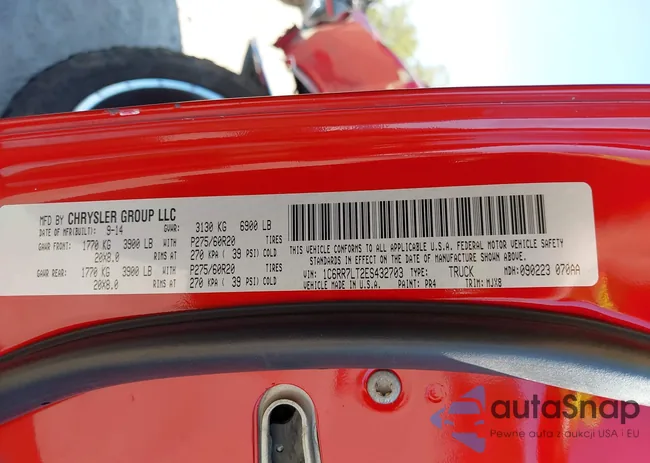 MFD BY CHRYSLER GROUP LLC
DATE OF MFR(BUILT): 9-14 GVWR: 3130 KG 6900 LB
GAWR FRONT: 1770 KG 3900 LB WITH P275/60R20 TIRES
20X8.0 RIMS AT 270 KPA ( 39 PSI) COLD
GAWR REAR: 1770 KG 3900 LB WITH P275/60R20 TIRES
20X8.0 RIMS AT 270 KPA ( 39 PSI) COLD
THIS VEHICLE CONFORMS TO ALL APPLICABLE U.S.A. FEDERAL MOTOR VEHICLE SAFETY
STANDARDS IN EFFECT ON THE DATE OF MANUFACTURE SHOWN ABOVE.
VIN: 1C6RR7LT2ES432703 TYPE: TRUCK MDH: 090223 070AA
VEHICLE MADE IN U.S.A. PAINT: PR4 TRIM: MJX8
autaSnap
Pewne auta z aukcji USA i EU